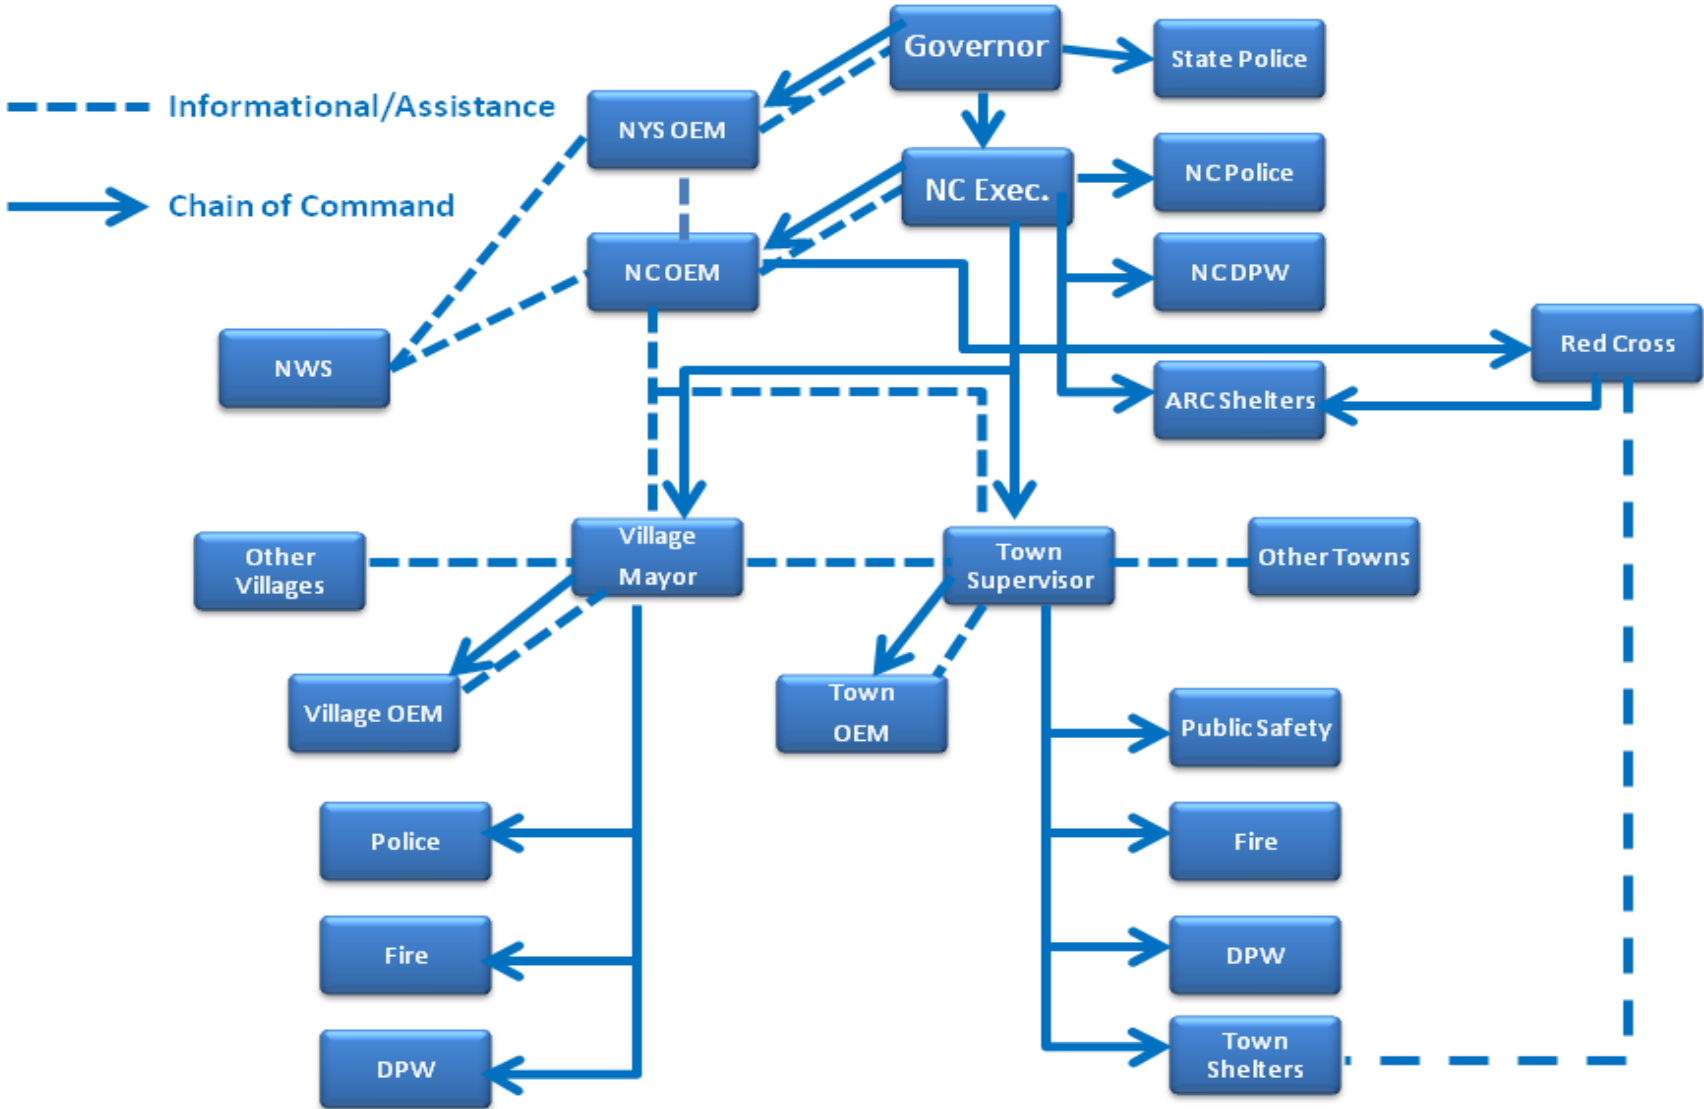 Governor
State Police
Informational/Assistance
NYS OEM
NC Police
NC Exec.
Chain of Command
NC OEM
NC DPW
Red Cross
NWS
ARC Shelters
Village
Mayor
Town
Supervisor
Other
Villages
Other Towns
Village OEM
Town
OEM
Public Safety
Police
Fire
Fire
DPW
DPW
Town
Shelters